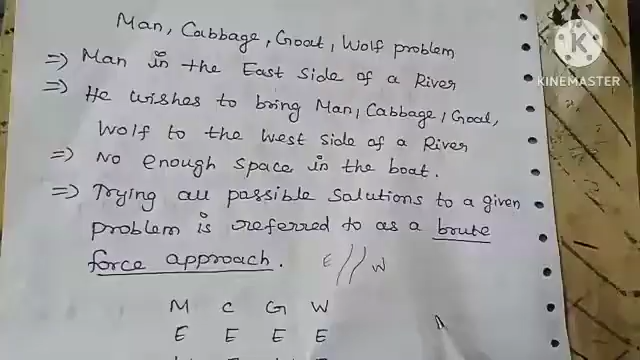 Man, Cabbage, Goat, Wolf problem
K
KINEMASTER
=> Man in the East side of a River
=> He wishes to bring Man, Cabbage, Goat,
Wolf to the West side of a River
=> No enough space in the boat.
=> Trying all possible solutions to a given
problem is referred to as a brute
force approach.
E // W
M C G W
E E E E